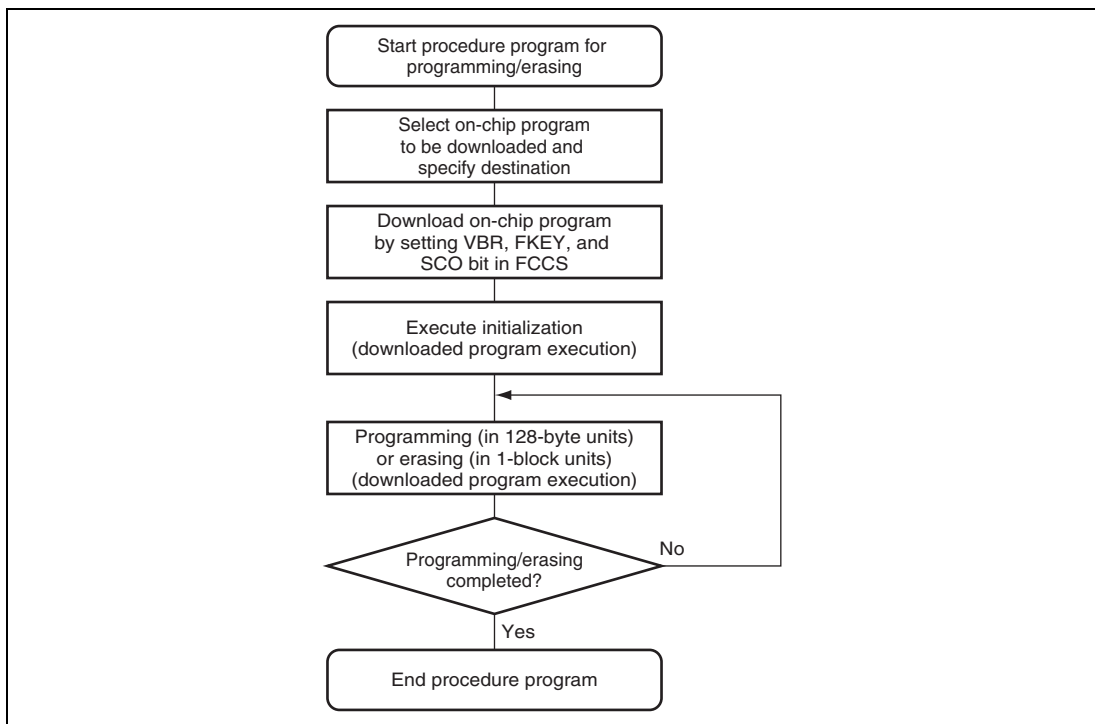 Start procedure program for
programming/erasing
Select on-chip program
to be downloaded and
specify destination
Download on-chip program
by setting VBR, FKEY, and
SCO bit in FCCS
Execute initialization
(downloaded program execution)
Programming (in 128-byte units)
or erasing (in 1-block units)
(downloaded program execution)
Programming/erasing
completed?
No
Yes
End procedure program